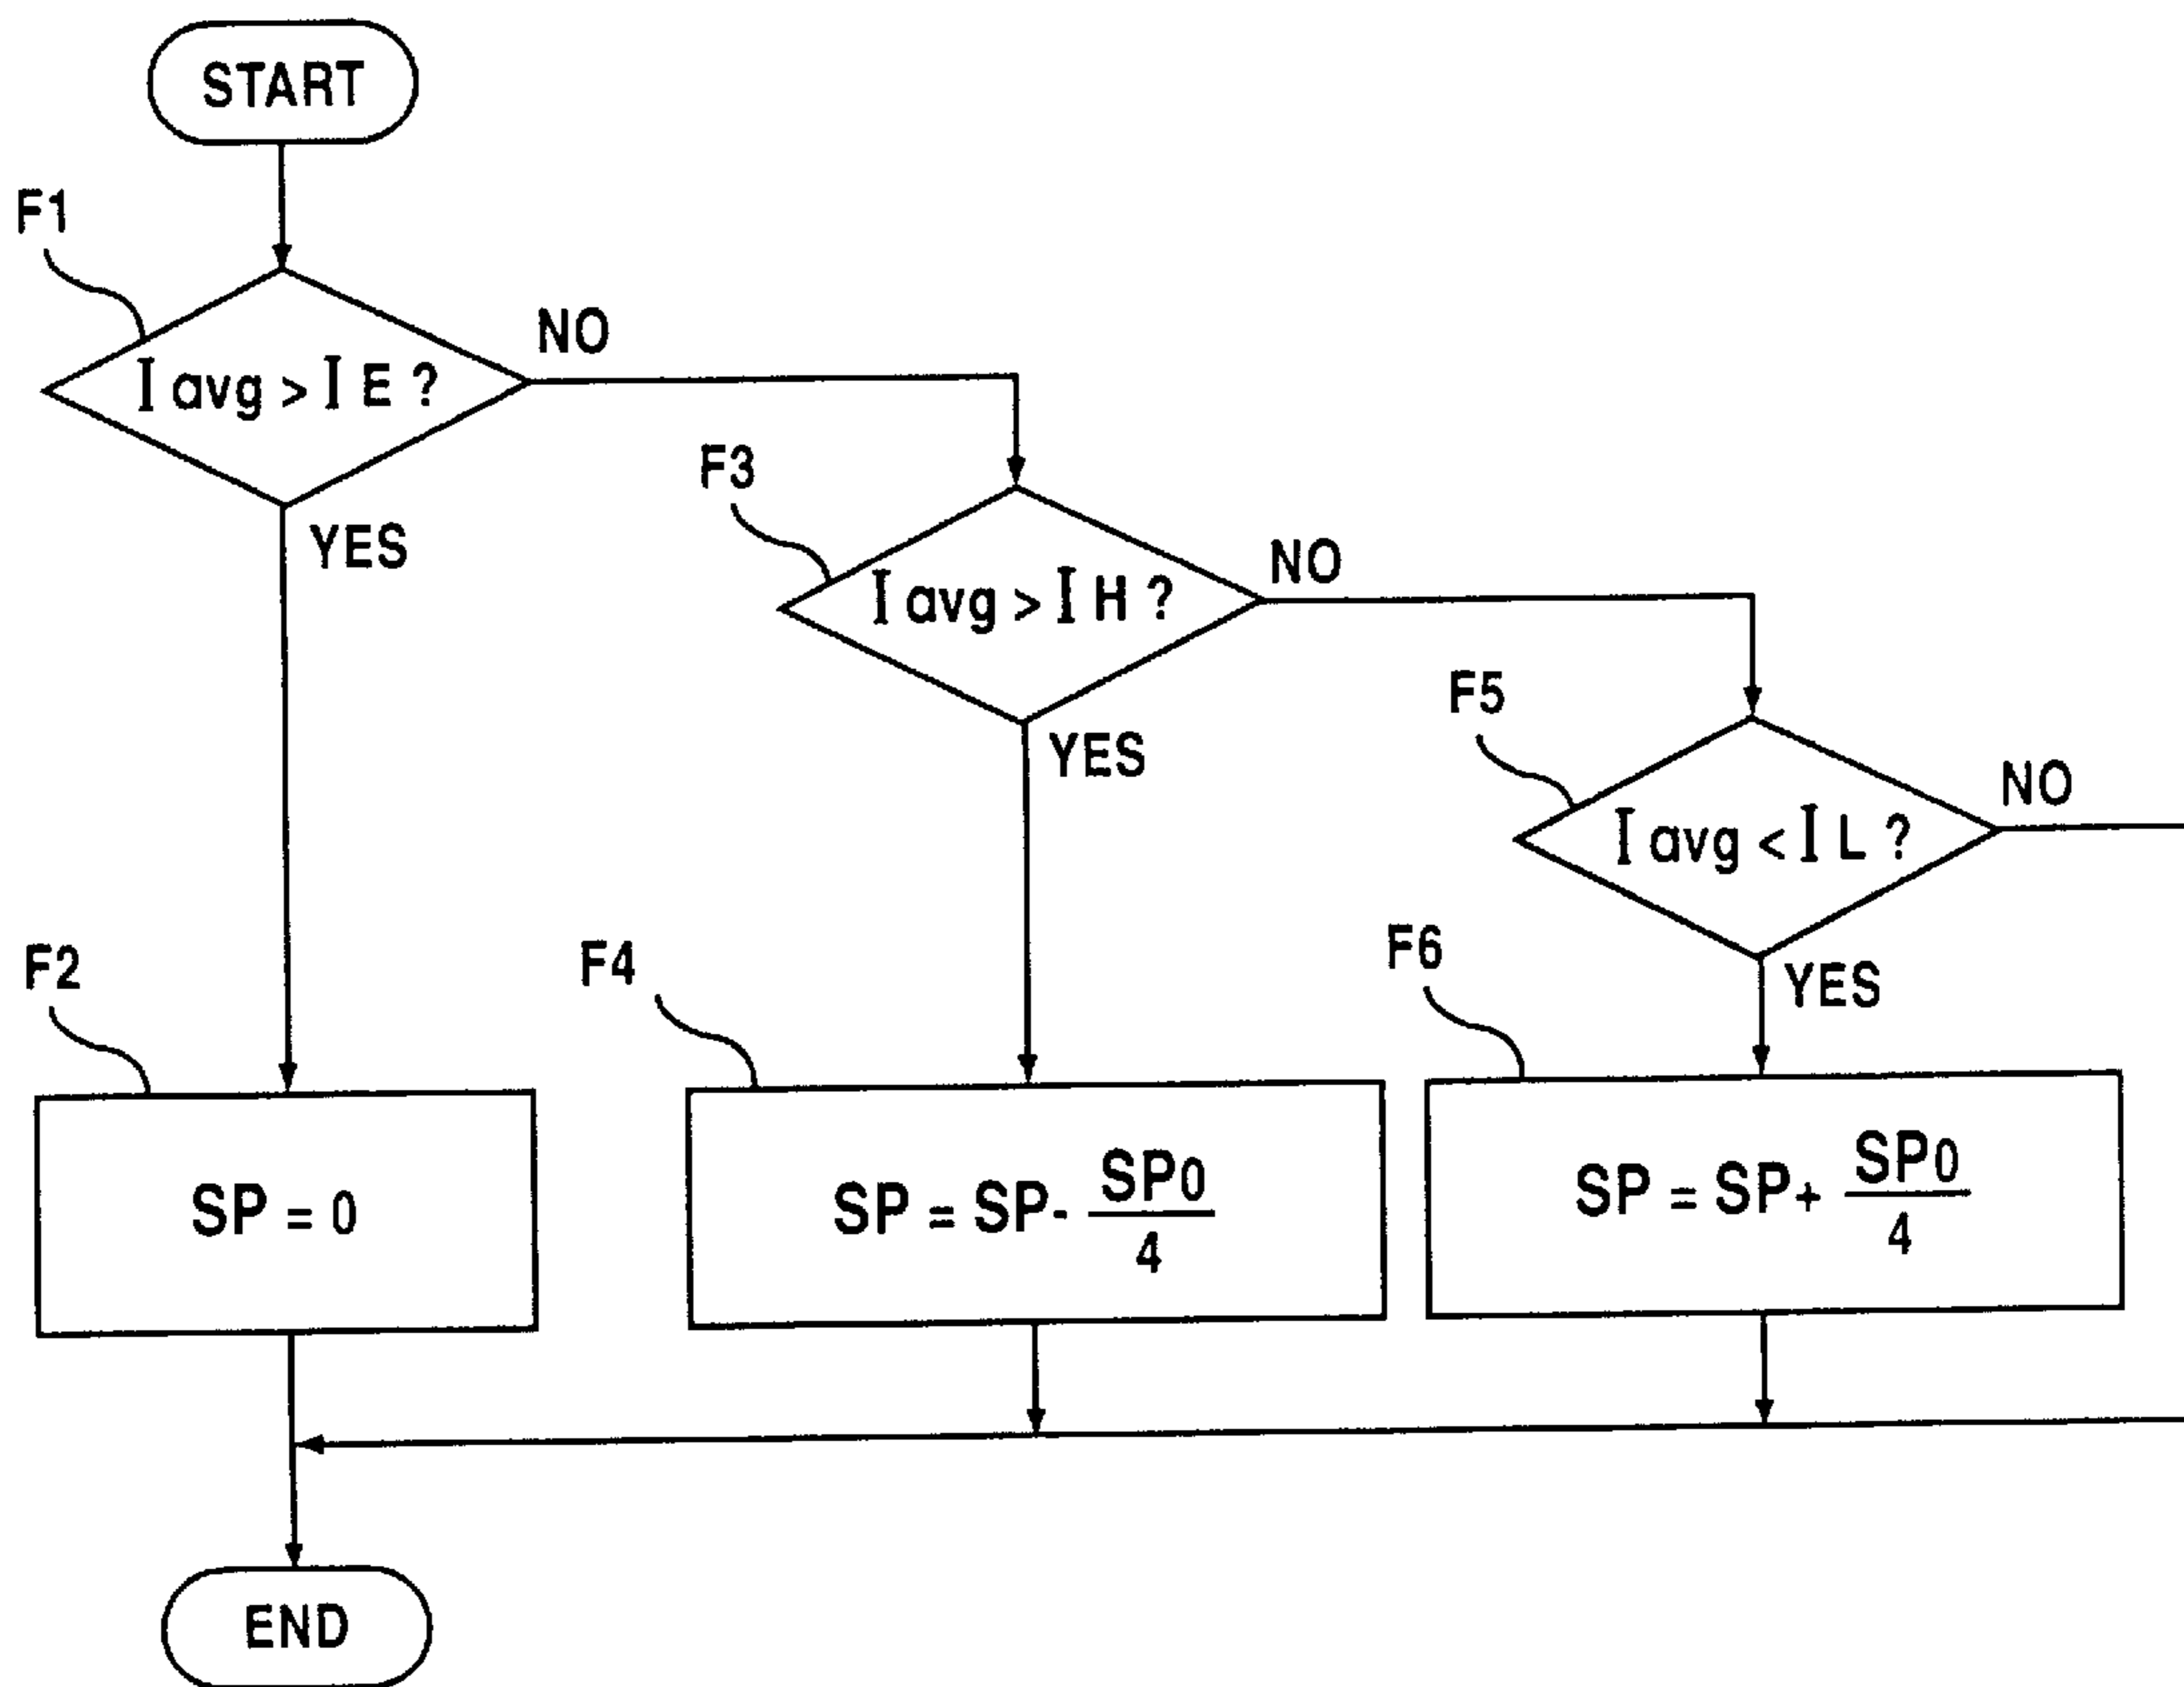 START
F1
I avg > I E ?
NO
YES
F3
I avg > I H ?
NO
YES
F5
I avg < I L ?
NO
YES
F2
SP = 0
F4
SP = SP- SP0/4
F6
SP = SP+ SP0/4
END